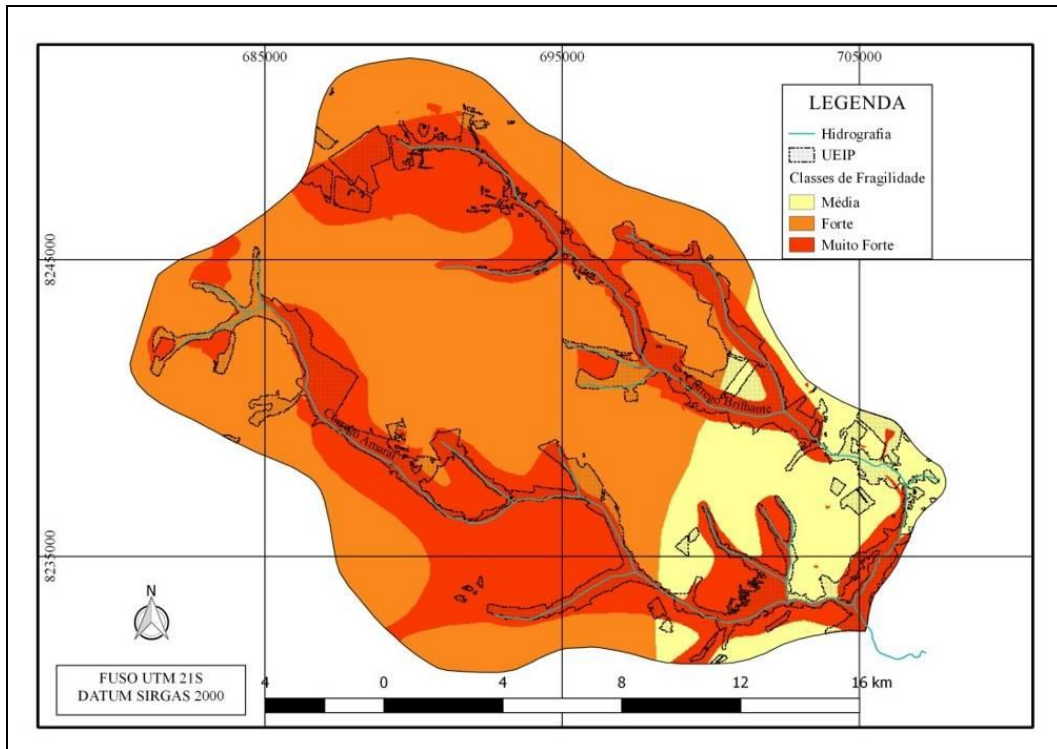 685000
695000
705000
LEGENDA
Hidrografia
UEIP
Classes de Fragilidade
Média
Forte
Muito Forte
8245000
Córrego Brilhante
Córrego Amaral
8235000
N
FUSO UTM 21S
DATUM SIRGAS 2000
4 0 4 8 12 16 km